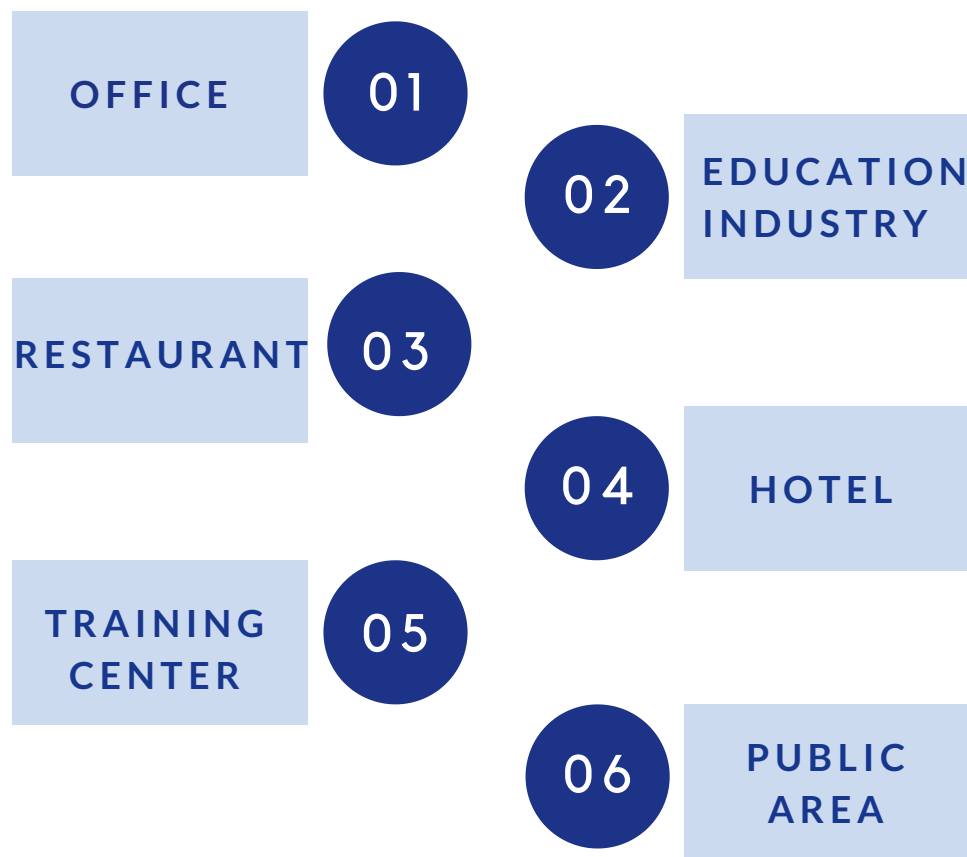 OFFICE
01
02
EDUCATION
INDUSTRY
RESTAURANT
03
04
HOTEL
TRAINING
CENTER
05
06
PUBLIC
AREA